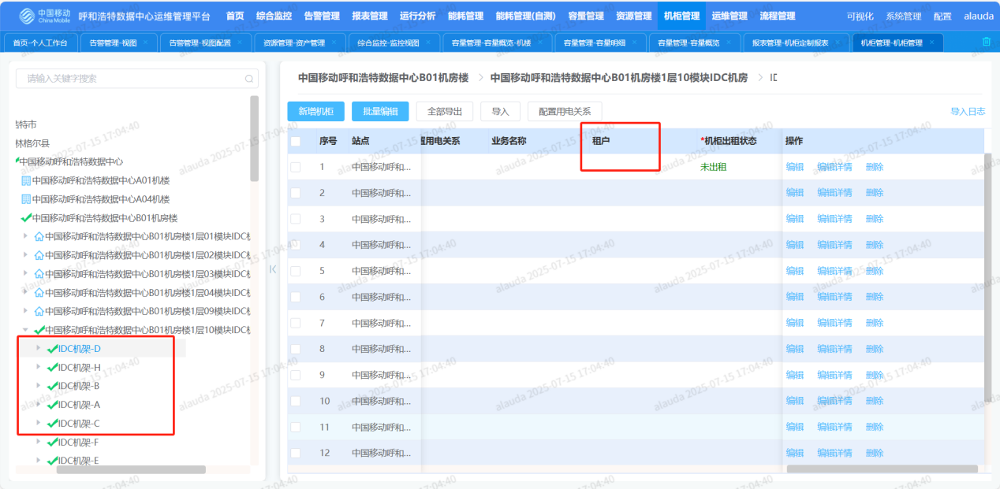 中国移动 China Mobile 呼和浩特数据中心运维管理平台 首页 综合监控 告警管理 报表管理 运行分析 能耗管理 能耗管理(自测) 容量管理 资源管理 机柜管理 运维管理 流程管理 可视化 系统管理 配置 alauda
首页-个人工作台 告警管理-视图 告警管理-视图配置 资源管理-资产管理 综合监控-监控视图 容量管理-容量概览-机楼 容量管理-容量明细 容量管理-容量概览 报表管理-机柜定制报表 机柜管理-机柜管理
请输入关键字搜索
特市
林格尔县
中国移动呼和浩特数据中心
中国移动呼和浩特数据中心A01机楼
中国移动呼和浩特数据中心A04机楼
中国移动呼和浩特数据中心B01机房楼
中国移动呼和浩特数据中心B01机房楼1层01模块IDC
中国移动呼和浩特数据中心B01机房楼1层02模块IDC
中国移动呼和浩特数据中心B01机房楼1层03模块IDC
中国移动呼和浩特数据中心B01机房楼1层04模块IDC
中国移动呼和浩特数据中心B01机房楼1层09模块IDC
中国移动呼和浩特数据中心B01机房楼1层10模块IDC
IDC机架-D
IDC机架-H
IDC机架-B
IDC机架-A
IDC机架-C
IDC机架-F
IDC机架-E
中国移动呼和浩特数据中心B01机房楼 > 中国移动呼和浩特数据中心B01机房楼1层10模块IDC机房 >
新增机柜 批量编辑 全部导出 导入 配置用电关系 导入日志
序号 站点 用电关系 业务名称 租户 *机柜出租状态 操作
1 中国移动呼和... 未出租 编辑 编辑详情 删除
2 中国移动呼和... 编辑 编辑详情 删除
3 中国移动呼和... 编辑 编辑详情 删除
4 中国移动呼和... 编辑 编辑详情 删除
5 中国移动呼和... 编辑 编辑详情 删除
6 中国移动呼和... 编辑 编辑详情 删除
7 中国移动呼和... 编辑 编辑详情 删除
8 中国移动呼和... 编辑 编辑详情 删除
9 中国移动呼和... 编辑 编辑详情 删除
10 中国移动呼和... 编辑 编辑详情 删除
11 中国移动呼和... 编辑 编辑详情 删除
12 中国移动呼和... 编辑 编辑详情 删除
alauda 2025-07-15 17:04:40